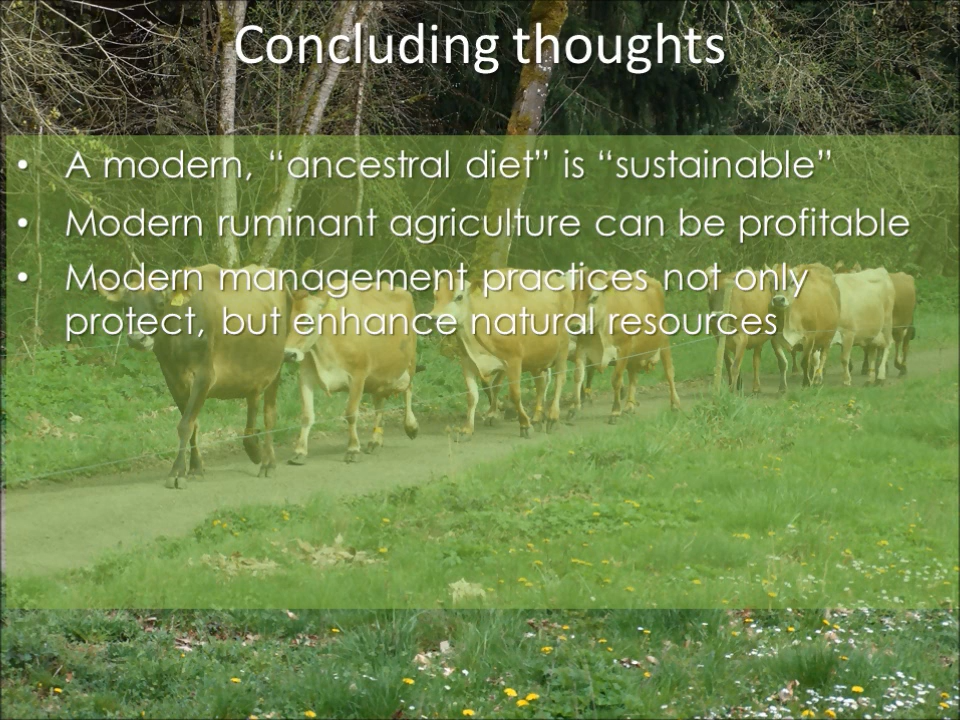 Concluding thoughts
• A modern, “ancestral diet” is “sustainable”
• Modern ruminant agriculture can be profitable
• Modern management practices not only
protect, but enhance natural resources